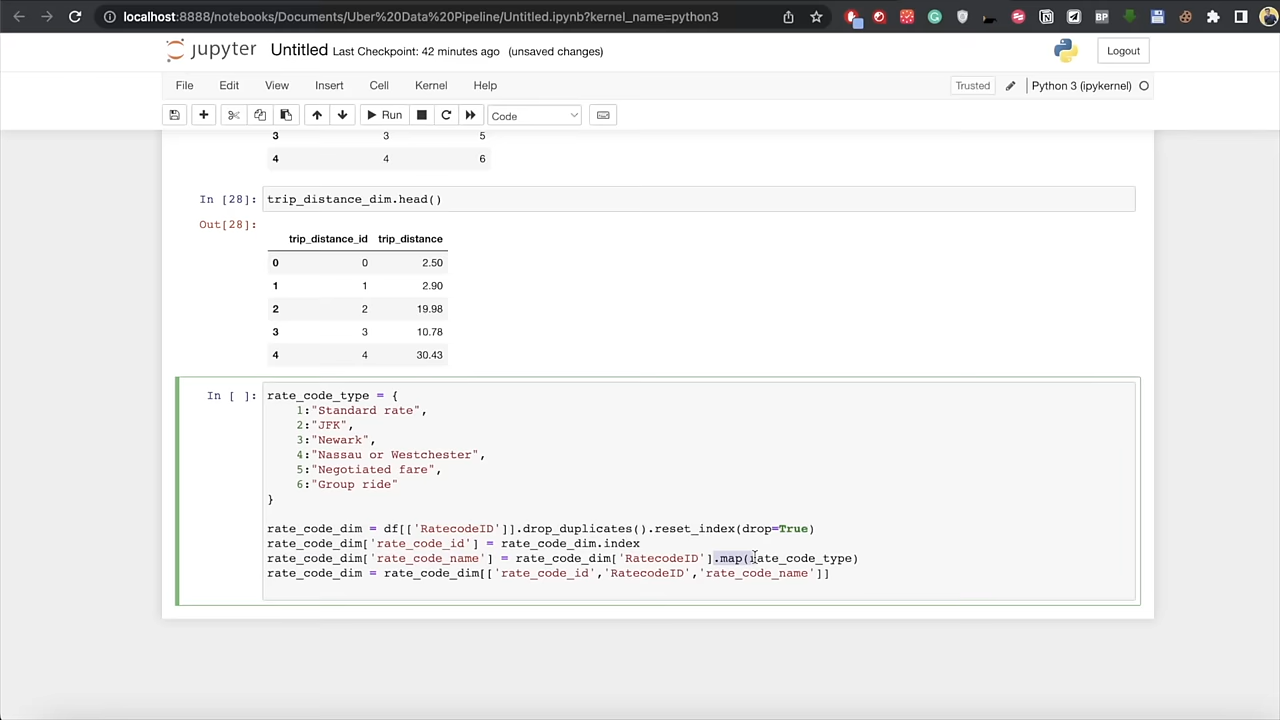 localhost:8888/notebooks/Documents/Uber%20Data%20Pipeline/Untitled.ipynb?kernel_name=python3
BP
jupyter Untitled Last Checkpoint: 42 minutes ago (unsaved changes)
Logout
File Edit View Insert Cell Kernel Help
Trusted Python 3 (ipykernel)
Run Code
3 3 5
4 4 6
In [28]: trip_distance_dim.head()
Out[28]:
trip_distance_id trip_distance
0 0 2.50
1 1 2.90
2 2 19.98
3 3 10.78
4 4 30.43
In [ ]: rate_code_type = {
1:"Standard rate",
2:"JFK",
3:"Newark",
4:"Nassau or Westchester",
5:"Negotiated fare",
6:"Group ride"
}
rate_code_dim = df[['RatecodeID']].drop_duplicates().reset_index(drop=True)
rate_code_dim['rate_code_id'] = rate_code_dim.index
rate_code_dim['rate_code_name'] = rate_code_dim['RatecodeID'].map(rate_code_type)
rate_code_dim = rate_code_dim[['rate_code_id','RatecodeID','rate_code_name']]